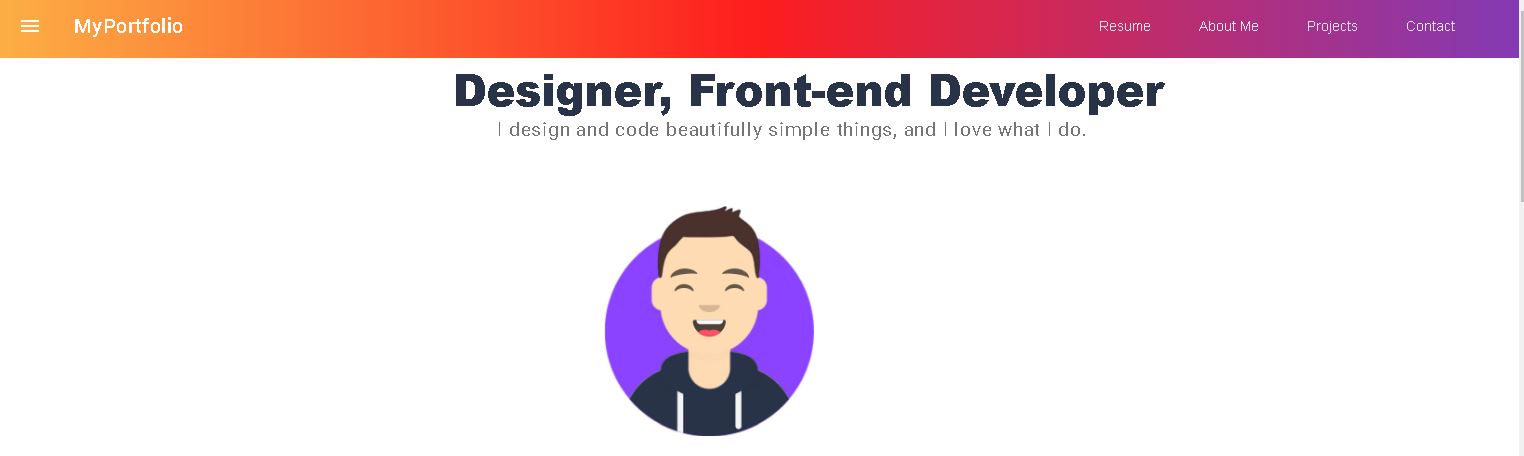 MyPortfolio
Resume
About Me
Projects
Contact
Designer, Front-end Developer
I design and code beautifully simple things, and I love what I do.